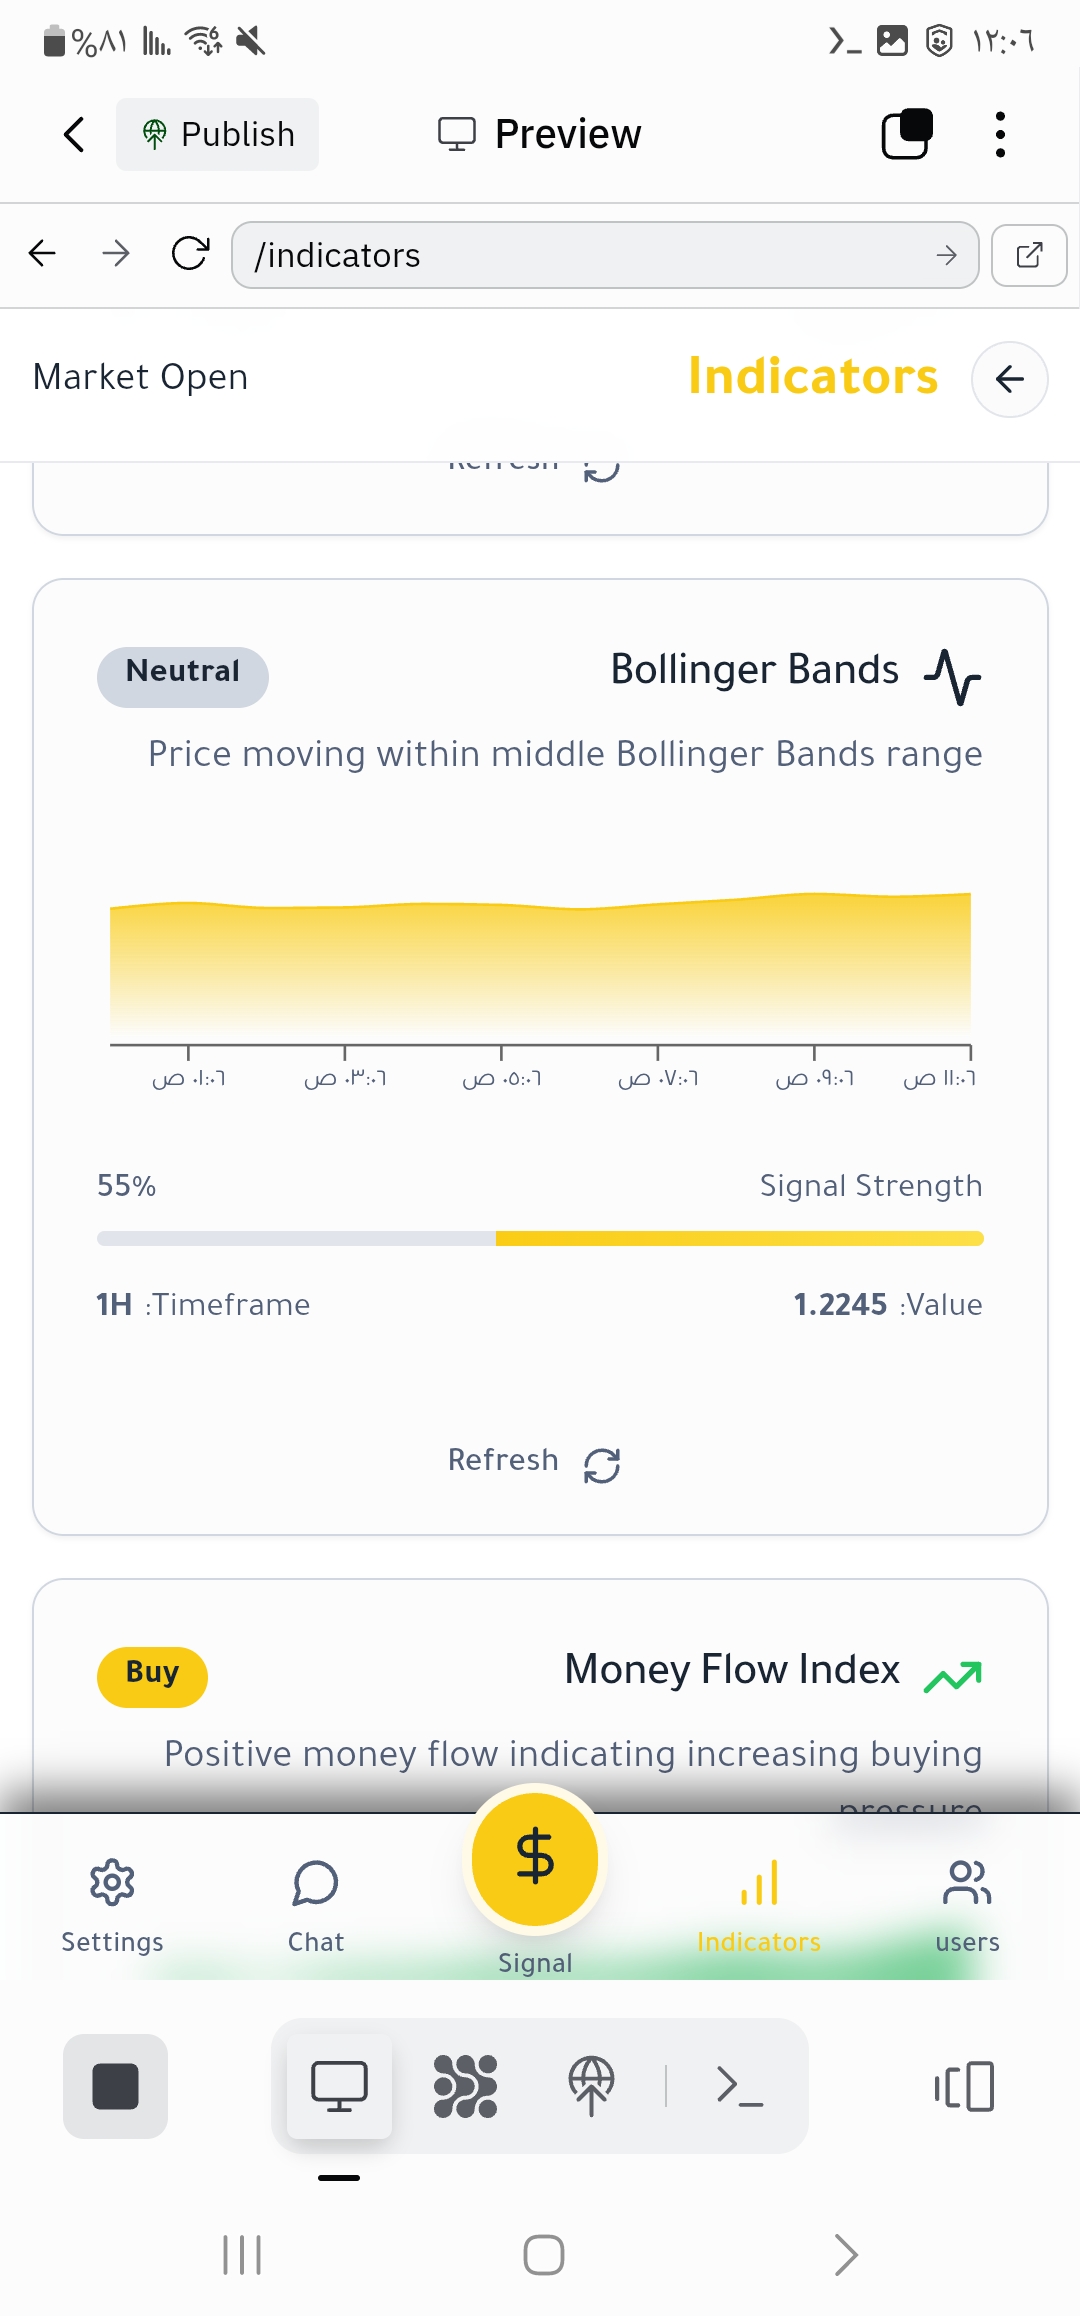 %٨١
١٢:٠٦
Publish
Preview
/indicators
Market Open
Indicators
Refresh
Neutral
Bollinger Bands
Price moving within middle Bollinger Bands range
٠١:٠٦ ص
٠٣:٠٦ ص
٠٥:٠٦ ص
٠٧:٠٦ ص
٠٩:٠٦ ص
١١:٠٦ ص
55%
Signal Strength
1H :Timeframe
1.2245 :Value
Refresh
Buy
Money Flow Index
Positive money flow indicating increasing buying
pressure
Settings
Chat
Signal
Indicators
users